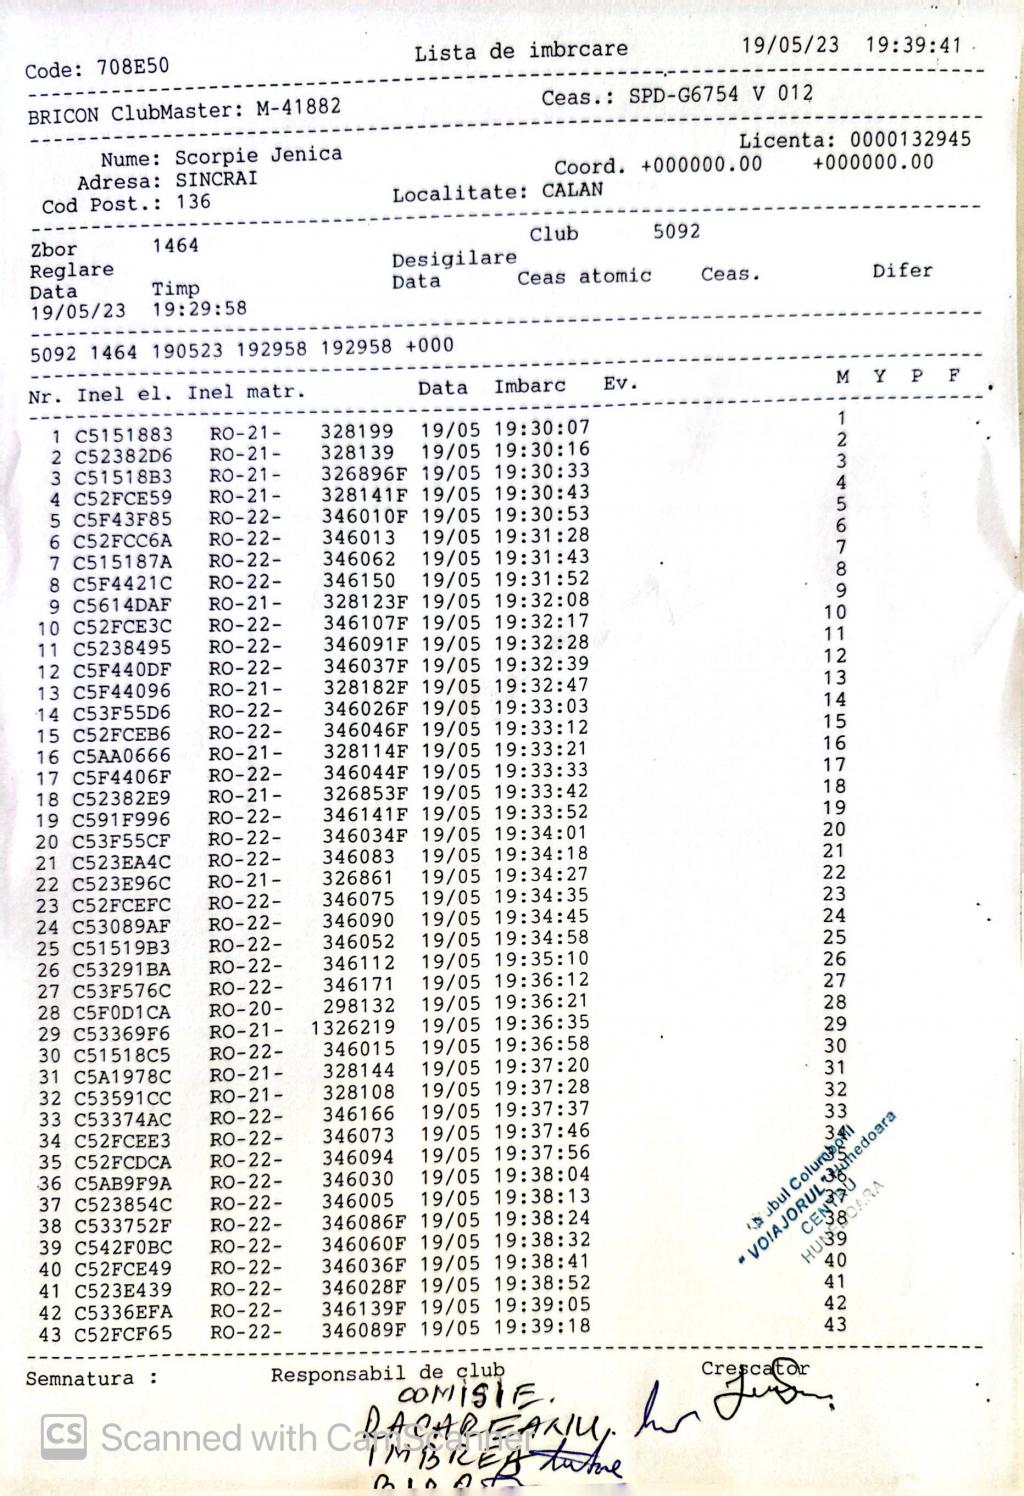 Code: 708E50 Lista de imbrcare 19/05/23 19:39:41
BRICON ClubMaster: M-41882 Ceas.: SPD-G6754 V 012
Nume: Scorpie Jenica Licenta: 0000132945
Adresa: SINCRAI Coord. +000000.00 +000000.00
Cod Post.: 136 Localitate: CALAN
Zbor 1464 Club 5092
Reglare Desigilare
Data Timp Data Ceas atomic Ceas. Difer
19/05/23 19:29:58
5092 1464 190523 192958 192958 +000
Nr. Inel el. Inel matr. Data Imbarc Ev. M Y P F
1 C5151883 RO-21- 328199 19/05 19:30:07 1
2 C52382D6 RO-21- 328139 19/05 19:30:16 2
3 C51518B3 RO-21- 326896F 19/05 19:30:33 3
4 C52FCE59 RO-21- 328141F 19/05 19:30:43 4
5 C5F43F85 RO-22- 346010F 19/05 19:30:53 5
6 C52FCC6A RO-22- 346013 19/05 19:31:28 6
7 C515187A RO-22- 346062 19/05 19:31:43 7
8 C5F4421C RO-22- 346150 19/05 19:31:52 8
9 C5614DAF RO-21- 328123F 19/05 19:32:08 9
10 C52FCE3C RO-22- 346107F 19/05 19:32:17 10
11 C5238495 RO-22- 346091F 19/05 19:32:28 11
12 C5F440DF RO-22- 346037F 19/05 19:32:39 12
13 C5F44096 RO-21- 328182F 19/05 19:32:47 13
14 C53F55D6 RO-22- 346026F 19/05 19:33:03 14
15 C52FCEB6 RO-22- 346046F 19/05 19:33:12 15
16 C5AA0666 RO-21- 328114F 19/05 19:33:21 16
17 C5F4406F RO-22- 346044F 19/05 19:33:33 17
18 C52382E9 RO-21- 326853F 19/05 19:33:42 18
19 C591F996 RO-22- 346141F 19/05 19:33:52 19
20 C53F55CF RO-22- 346034F 19/05 19:34:01 20
21 C523EA4C RO-22- 346083 19/05 19:34:18 21
22 C523E96C RO-21- 326861 19/05 19:34:27 22
23 C52FCEFC RO-22- 346075 19/05 19:34:35 23
24 C53089AF RO-22- 346090 19/05 19:34:45 24
25 C51519B3 RO-22- 346052 19/05 19:34:58 25
26 C53291BA RO-22- 346112 19/05 19:35:10 26
27 C53F576C RO-22- 346171 19/05 19:36:12 27
28 C5F0D1CA RO-20- 298132 19/05 19:36:21 28
29 C53369F6 RO-21- 1326219 19/05 19:36:35 29
30 C51518C5 RO-22- 346015 19/05 19:36:58 30
31 C5A1978C RO-21- 328144 19/05 19:37:20 31
32 C53591CC RO-21- 328108 19/05 19:37:28 32
33 C53374AC RO-22- 346166 19/05 19:37:37 33
34 C52FCEE3 RO-22- 346073 19/05 19:37:46 34
35 C52FCDCA RO-22- 346094 19/05 19:37:56 35
36 C5AB9F9A RO-22- 346030 19/05 19:38:04 36
37 C523854C RO-22- 346005 19/05 19:38:13 37
38 C533752F RO-22- 346086F 19/05 19:38:24 38
39 C542F0BC RO-22- 346060F 19/05 19:38:32 39
40 C52FCE49 RO-22- 346036F 19/05 19:38:41 40
41 C523E439 RO-22- 346028F 19/05 19:38:52 41
42 C5336EFA RO-22- 346139F 19/05 19:39:05 42
43 C52FCF65 RO-22- 346089F 19/05 19:39:18 43
Clubul Columbofil
"VOIAJORUL" Hunedoara
CENTRU
HUNEDOARA
Semnatura : Responsabil de club Crescator
COMISIE.
IMBREA
CS Scanned with CamScanner